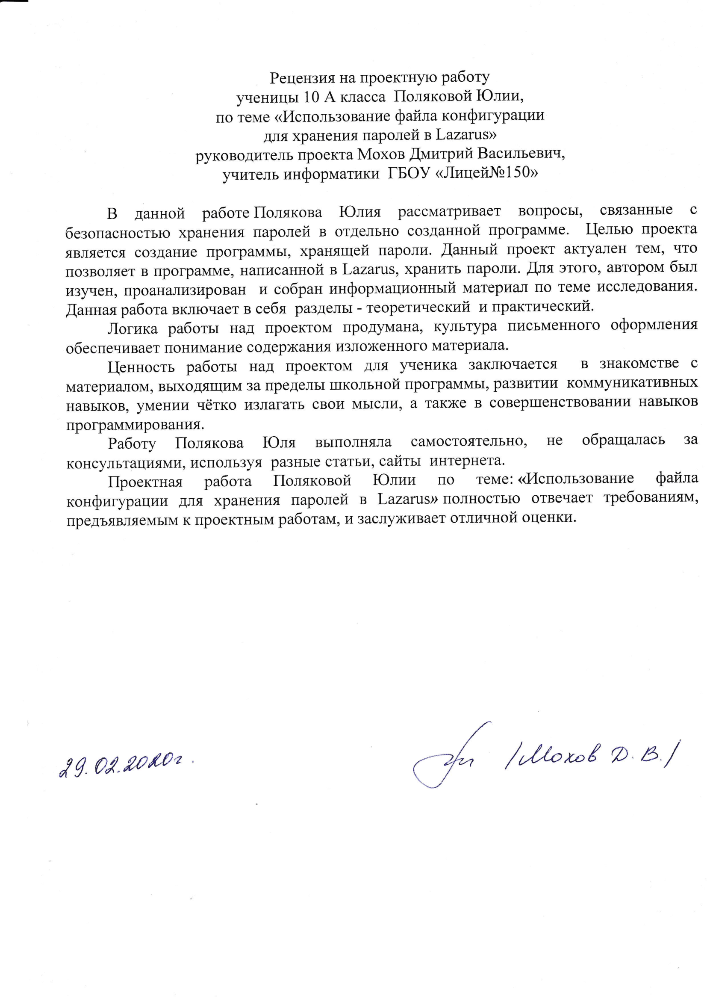 Рецензия на проектную работу
ученицы 10 А класса  Поляковой Юлии,
по теме «Использование файла конфигурации
для хранения паролей в Lazarus»
руководитель проекта Мохов Дмитрий Васильевич,
учитель информатики  ГБОУ «Лицей№150»
В данной работе Полякова Юлия рассматривает вопросы, связанные с
безопасностью хранения паролей в отдельно созданной программе.  Целью проекта
является создание программы, хранящей пароли. Данный проект актуален тем, что
позволяет в программе, написанной в Lazarus, хранить пароли. Для этого, автором был
изучен, проанализирован  и собран информационный материал по теме исследования.
Данная работа включает в себя  разделы - теоретический  и практический.
Логика работы над проектом продумана, культура письменного оформления
обеспечивает понимание содержания изложенного материала.
Ценность работы над проектом для ученика заключается  в знакомстве с
материалом, выходящим за пределы школьной программы, развитии  коммуникативных
навыков, умении чётко излагать свои мысли, а также в совершенствовании навыков
программирования.
Работу Полякова Юля выполняла самостоятельно, не обращалась за
консультациями, используя  разные статьи, сайты  интернета.
Проектная работа Поляковой Юлии по теме: «Использование файла
конфигурации для хранения паролей в Lazarus» полностью отвечает требованиям,
предъявляемым к проектным работам, и заслуживает отличной оценки.
29.02.2020г. /Мохов Д. В./